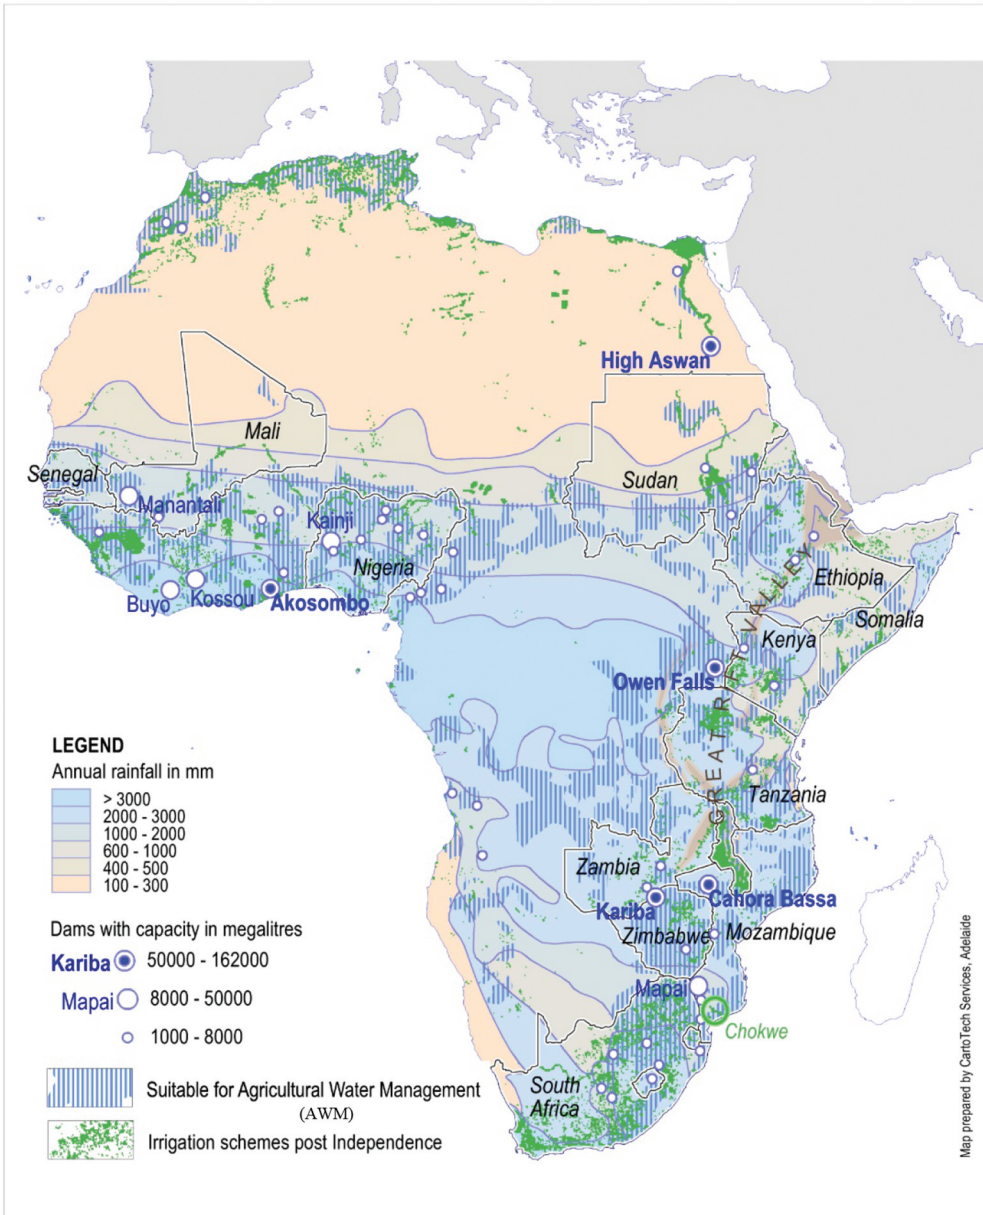 High Aswan
Mali
Senegal
Sudan
Manantali
Kainji
Nigeria
Ethiopia
Buyo
Kossou
Akosombo
Somalia
Kenya
GREAT RIFT VALLEY
Owen Falls
Tanzania
Zambia
Cahora Bassa
Kariba
Zimbabwe
Mozambique
Mapai
Chokwe
South
Africa
LEGEND
Annual rainfall in mm
> 3000
2000 - 3000
1000 - 2000
600 - 1000
400 - 500
100 - 300
Dams with capacity in megalitres
Kariba 50000 - 162000
Mapai 8000 - 50000
1000 - 8000
Suitable for Agricultural Water Management
(AWM)
Irrigation schemes post Independence
Map prepared by CartoTech Services, Adelaide